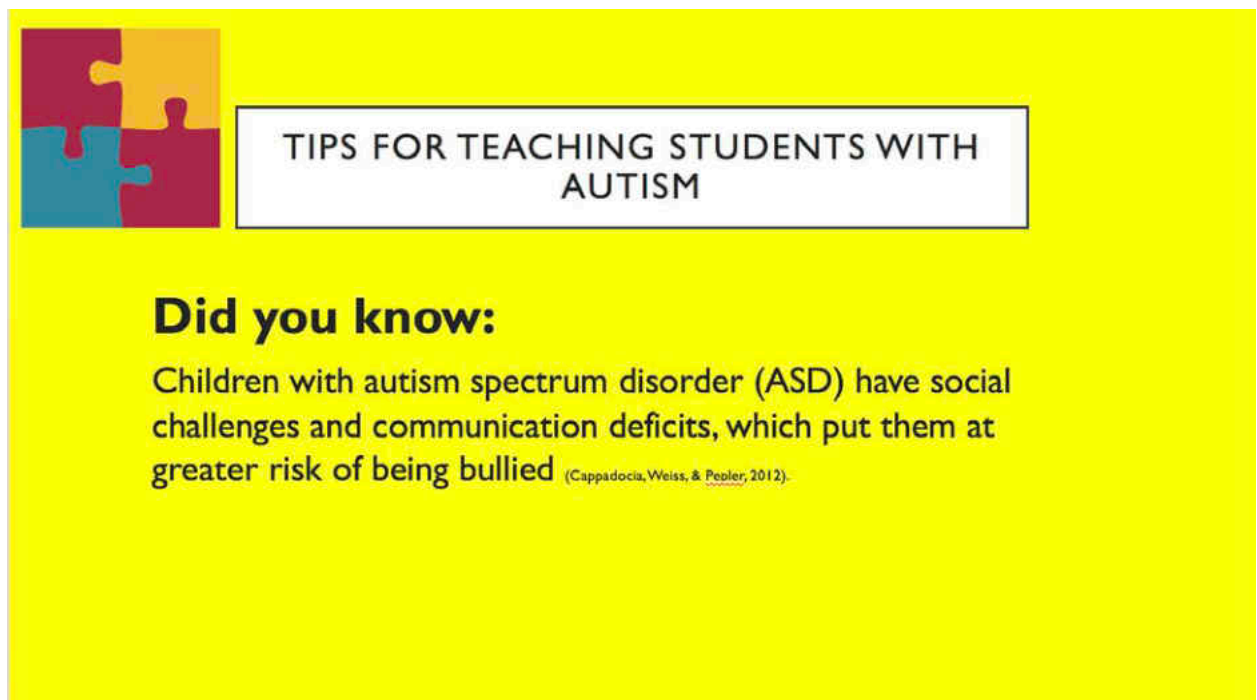 TIPS FOR TEACHING STUDENTS WITH
AUTISM
Did you know:
Children with autism spectrum disorder (ASD) have social
challenges and communication deficits, which put them at
greater risk of being bullied (Cappadocia, Weiss, & Pepler, 2012).